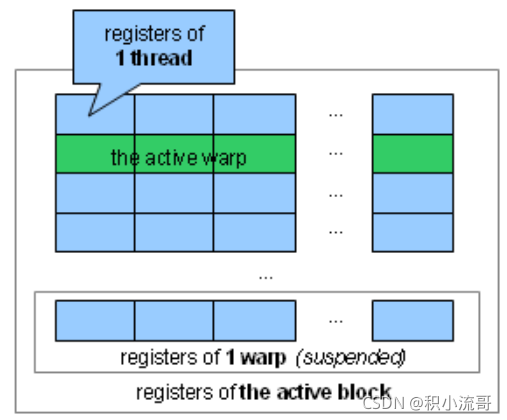 registers of
1 thread
...
the active warp
...
...
...
...
...
registers of 1 warp (suspended)
registers of the active block
CSDN @积小流哥